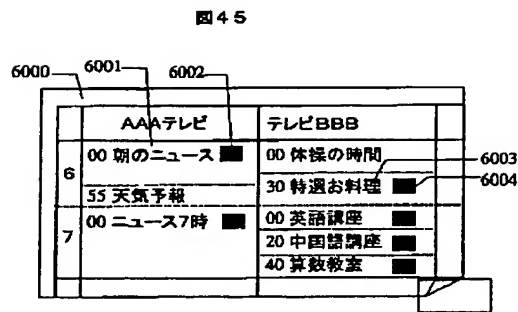 図45
6000 6001 6002
AAAテレビ テレビBBB
6
00 朝のニュース
55 天気予報
00 体操の時間
30 特選お料理
6003
6004
7
00 ニュース7時
00 英語講座
20 中国語講座
40 算数教室